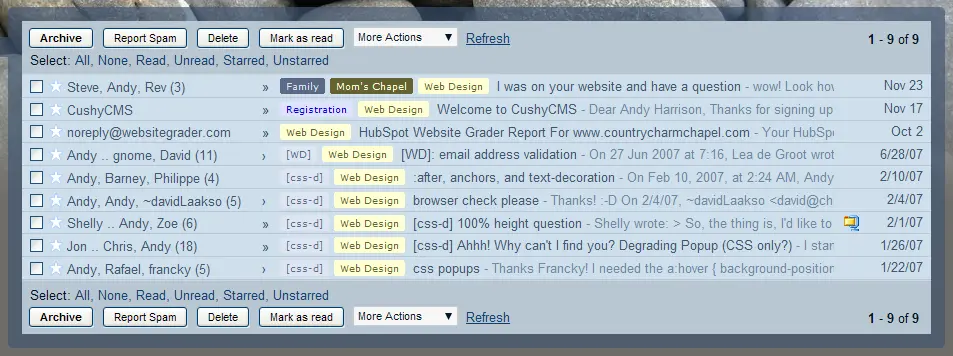 Archive Report Spam Delete Mark as read More Actions Refresh 1 - 9 of 9
Select: All, None, Read, Unread, Starred, Unstarred
Steve, Andy, Rev (3) » Family Mom's Chapel Web Design I was on your website and have a question - wow! Look hov Nov 23
CushyCMS » Registration Web Design Welcome to CushyCMS - Dear Andy Harrison, Thanks for signing up Nov 17
noreply@websitegrader.com » Web Design HubSpot Website Grader Report For www.countrycharmchapel.com - Your HubSp Oct 2
Andy .. gnome, David (11) › [WD] Web Design [WD]: email address validation - On 27 Jun 2007 at 7:16, Lea de Groot wrot 6/28/07
Andy, Barney, Philippe (4) › [css-d] Web Design :after, anchors, and text-decoration - On Feb 10, 2007, at 2:24 AM, Andy 2/10/07
Andy, Andy, ~davidLaakso (5) › [css-d] Web Design browser check please - Thanks! :-D On 2/4/07, ~davidLaakso <david@ch 2/4/07
Shelly .. Andy, Zoe (6) » [css-d] Web Design [css-d] 100% height question - Shelly wrote: > So, the thing is, I'd like to 2/1/07
Jon .. Chris, Andy (18) » [css-d] Web Design [css-d] Ahhh! Why can't I find you? Degrading Popup (CSS only?) - I star 1/26/07
Andy, Rafael, francky (5) › [css-d] Web Design css popups - Thanks Francky! I needed the a:hover { background-position 1/22/07
Select: All, None, Read, Unread, Starred, Unstarred
Archive Report Spam Delete Mark as read More Actions Refresh 1 - 9 of 9